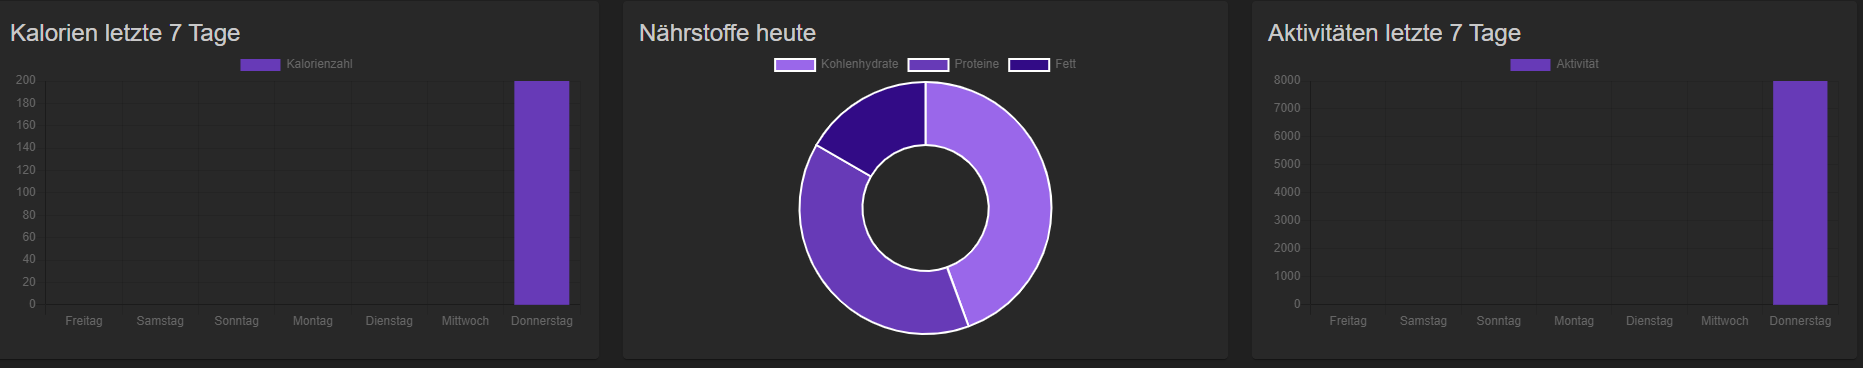 Kalorien letzte 7 Tage
Kalorienzahl
200
180
160
140
120
100
80
60
40
20
0
Freitag Samstag Sonntag Montag Dienstag Mittwoch Donnerstag
Nährstoffe heute
Kohlenhydrate Proteine Fett
Aktivitäten letzte 7 Tage
Aktivität
8000
7000
6000
5000
4000
3000
2000
1000
0
Freitag Samstag Sonntag Montag Dienstag Mittwoch Donnerstag